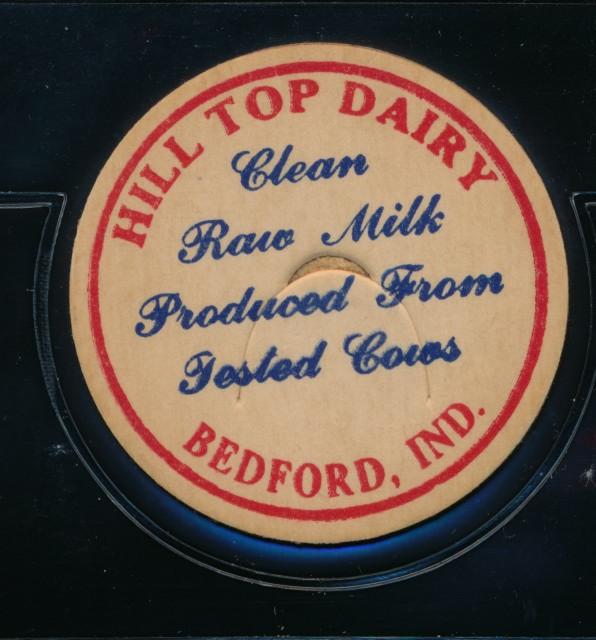 HILL TOP DAIRY
Clean
Raw Milk
Produced From
Tested Cows
BEDFORD, IND.